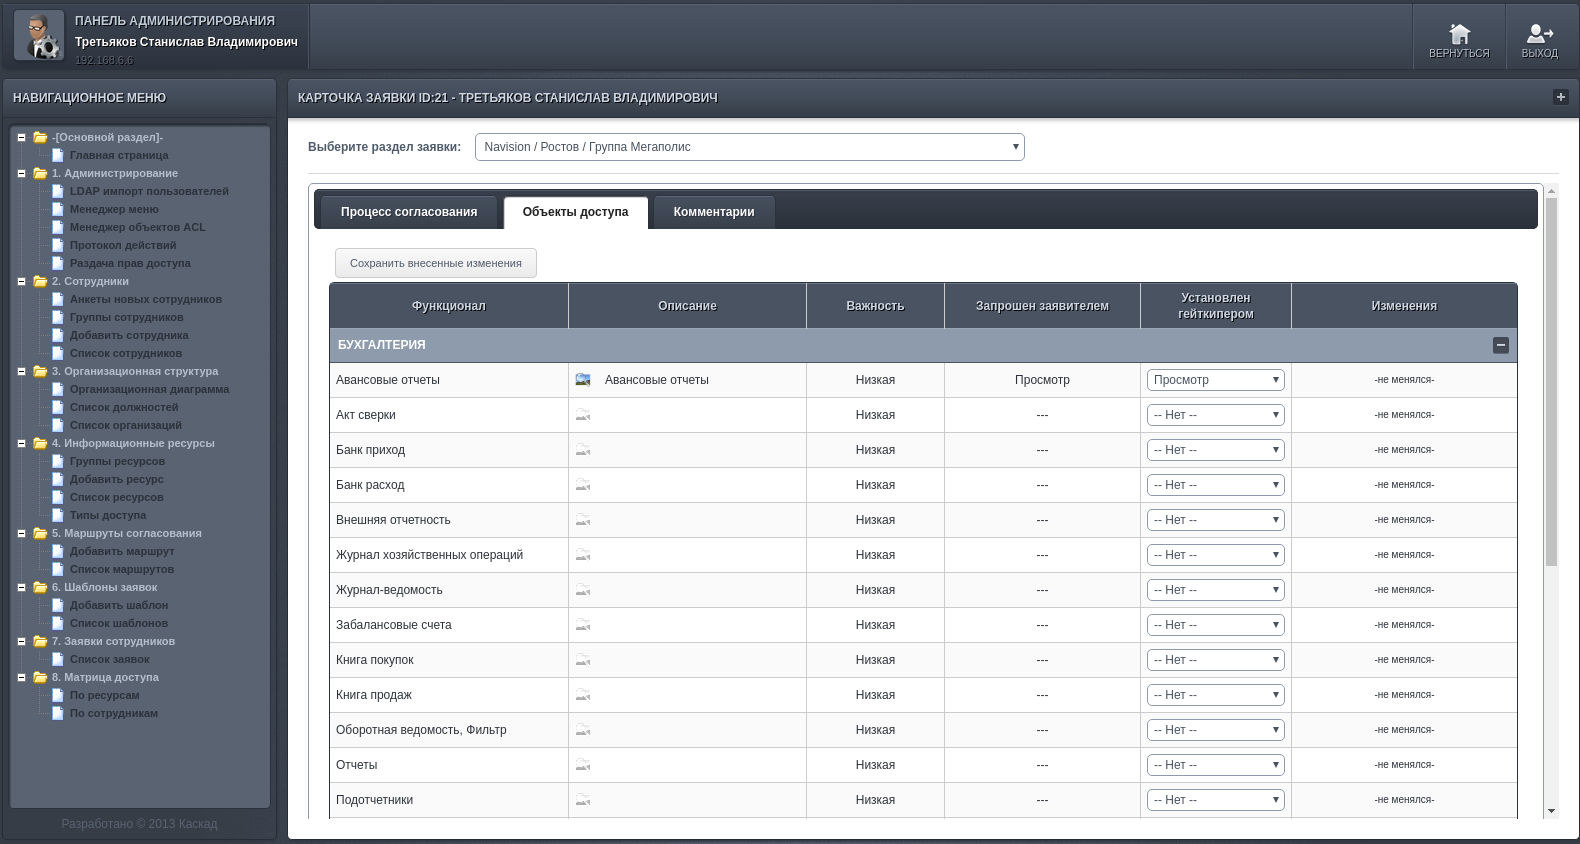 ПАНЕЛЬ АДМИНИСТРИРОВАНИЯ
Третьяков Станислав Владимирович
192.168.6.6
ВЕРНУТЬСЯ
ВЫХОД
НАВИГАЦИОННОЕ МЕНЮ
-[Основной раздел]-
Главная страница
1. Администрирование
LDAP импорт пользователей
Менеджер меню
Менеджер объектов ACL
Протокол действий
Раздача прав доступа
2. Сотрудники
Анкеты новых сотрудников
Группы сотрудников
Добавить сотрудника
Список сотрудников
3. Организационная структура
Организационная диаграмма
Список должностей
Список организаций
4. Информационные ресурсы
Группы ресурсов
Добавить ресурс
Список ресурсов
Типы доступа
5. Маршруты согласования
Добавить маршрут
Список маршрутов
6. Шаблоны заявок
Добавить шаблон
Список шаблонов
7. Заявки сотрудников
Список заявок
8. Матрица доступа
По ресурсам
По сотрудникам
Разработано © 2013 Каскад
КАРТОЧКА ЗАЯВКИ ID:21 - ТРЕТЬЯКОВ СТАНИСЛАВ ВЛАДИМИРОВИЧ
Выберите раздел заявки: Navision / Ростов / Группа Мегаполис
Процесс согласования Объекты доступа Комментарии
Сохранить внесенные изменения
Функционал Описание Важность Запрошен заявителем Установлен гейткипером Изменения
БУХГАЛТЕРИЯ
Авансовые отчеты Авансовые отчеты Низкая Просмотр Просмотр -не менялся-
Акт сверки Низкая --- -- Нет -- -не менялся-
Банк приход Низкая --- -- Нет -- -не менялся-
Банк расход Низкая --- -- Нет -- -не менялся-
Внешняя отчетность Низкая --- -- Нет -- -не менялся-
Журнал хозяйственных операций Низкая --- -- Нет -- -не менялся-
Журнал-ведомость Низкая --- -- Нет -- -не менялся-
Забалансовые счета Низкая --- -- Нет -- -не менялся-
Книга покупок Низкая --- -- Нет -- -не менялся-
Книга продаж Низкая --- -- Нет -- -не менялся-
Оборотная ведомость, Фильтр Низкая --- -- Нет -- -не менялся-
Отчеты Низкая --- -- Нет -- -не менялся-
Подотчетники Низкая --- -- Нет -- -не менялся-